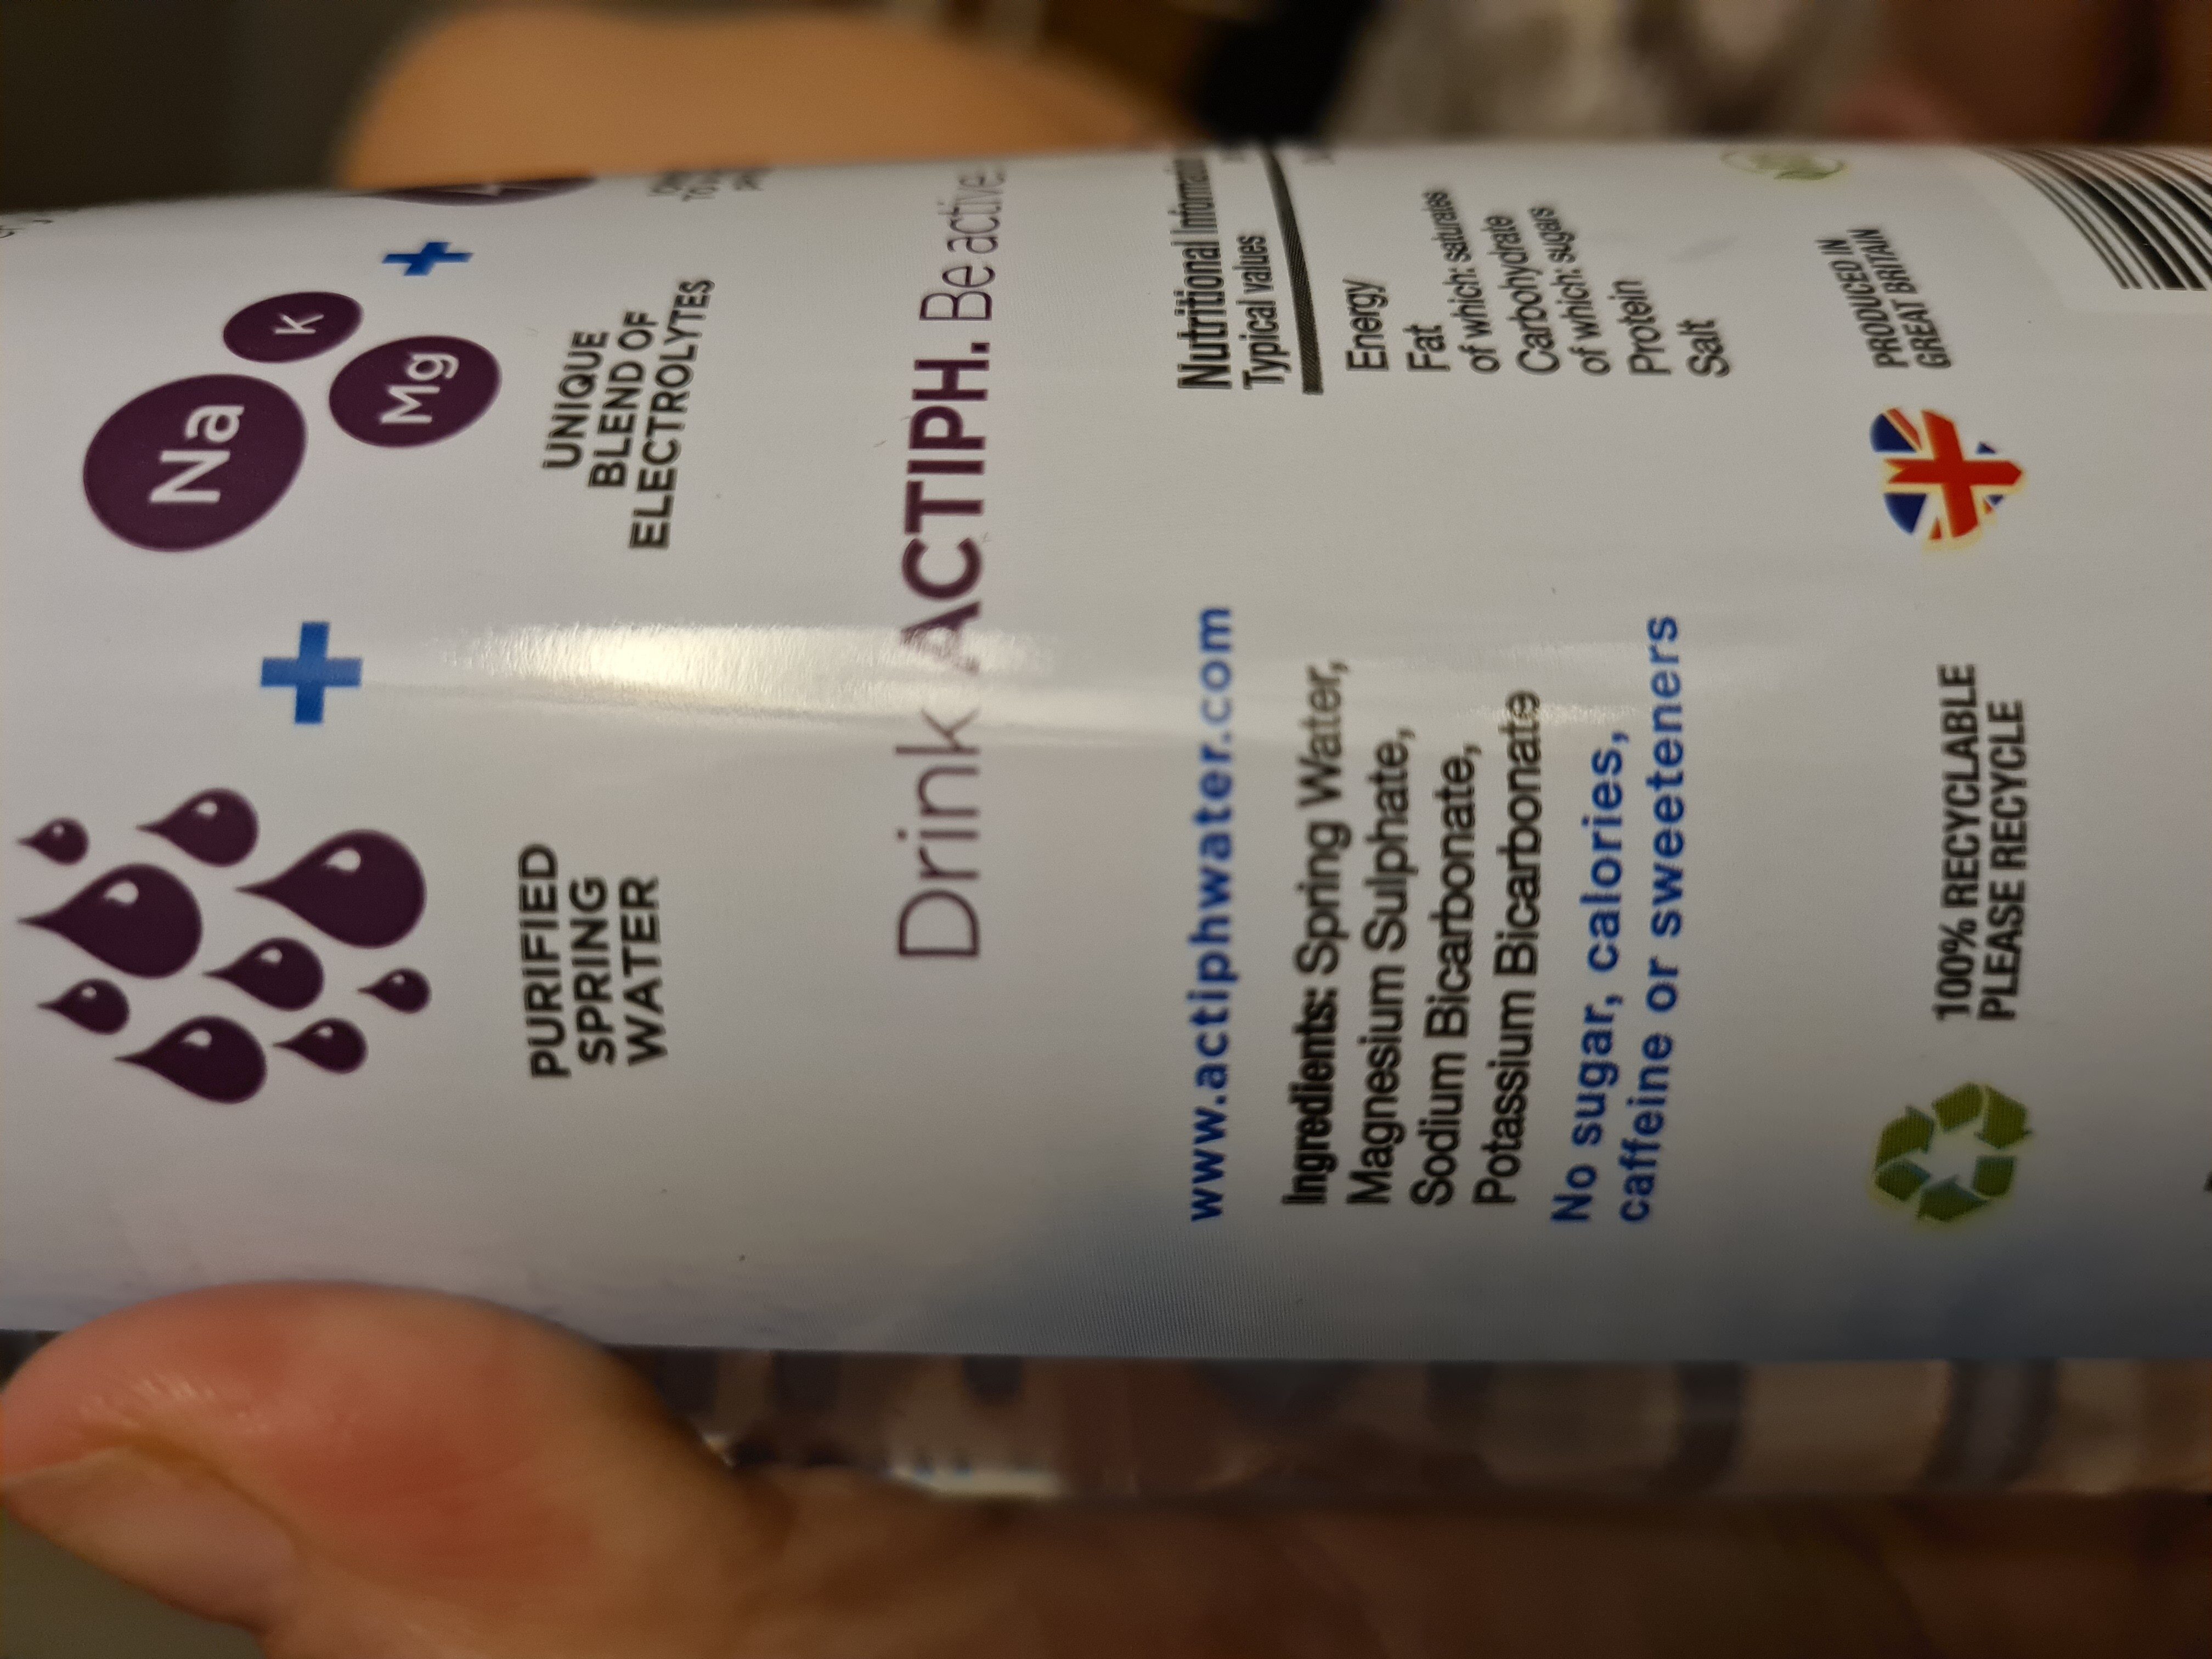 Na
K
Mg
PURIFIED
SPRING
WATER
UNIQUE
BLEND OF
ELECTROLYTES
Drink ACTIPH. Be active.
www.actiphwater.com
Ingredients: Spring Water,
Magnesium Sulphate,
Sodium Bicarbonate,
Potassium Bicarbonate
No sugar, calories,
caffeine or sweeteners
Nutritional Information
Typical values
Energy
Fat
of which: saturates
Carbohydrate
of which: sugars
Protein
Salt
100% RECYCLABLE
PLEASE RECYCLE
PRODUCED IN
GREAT BRITAIN